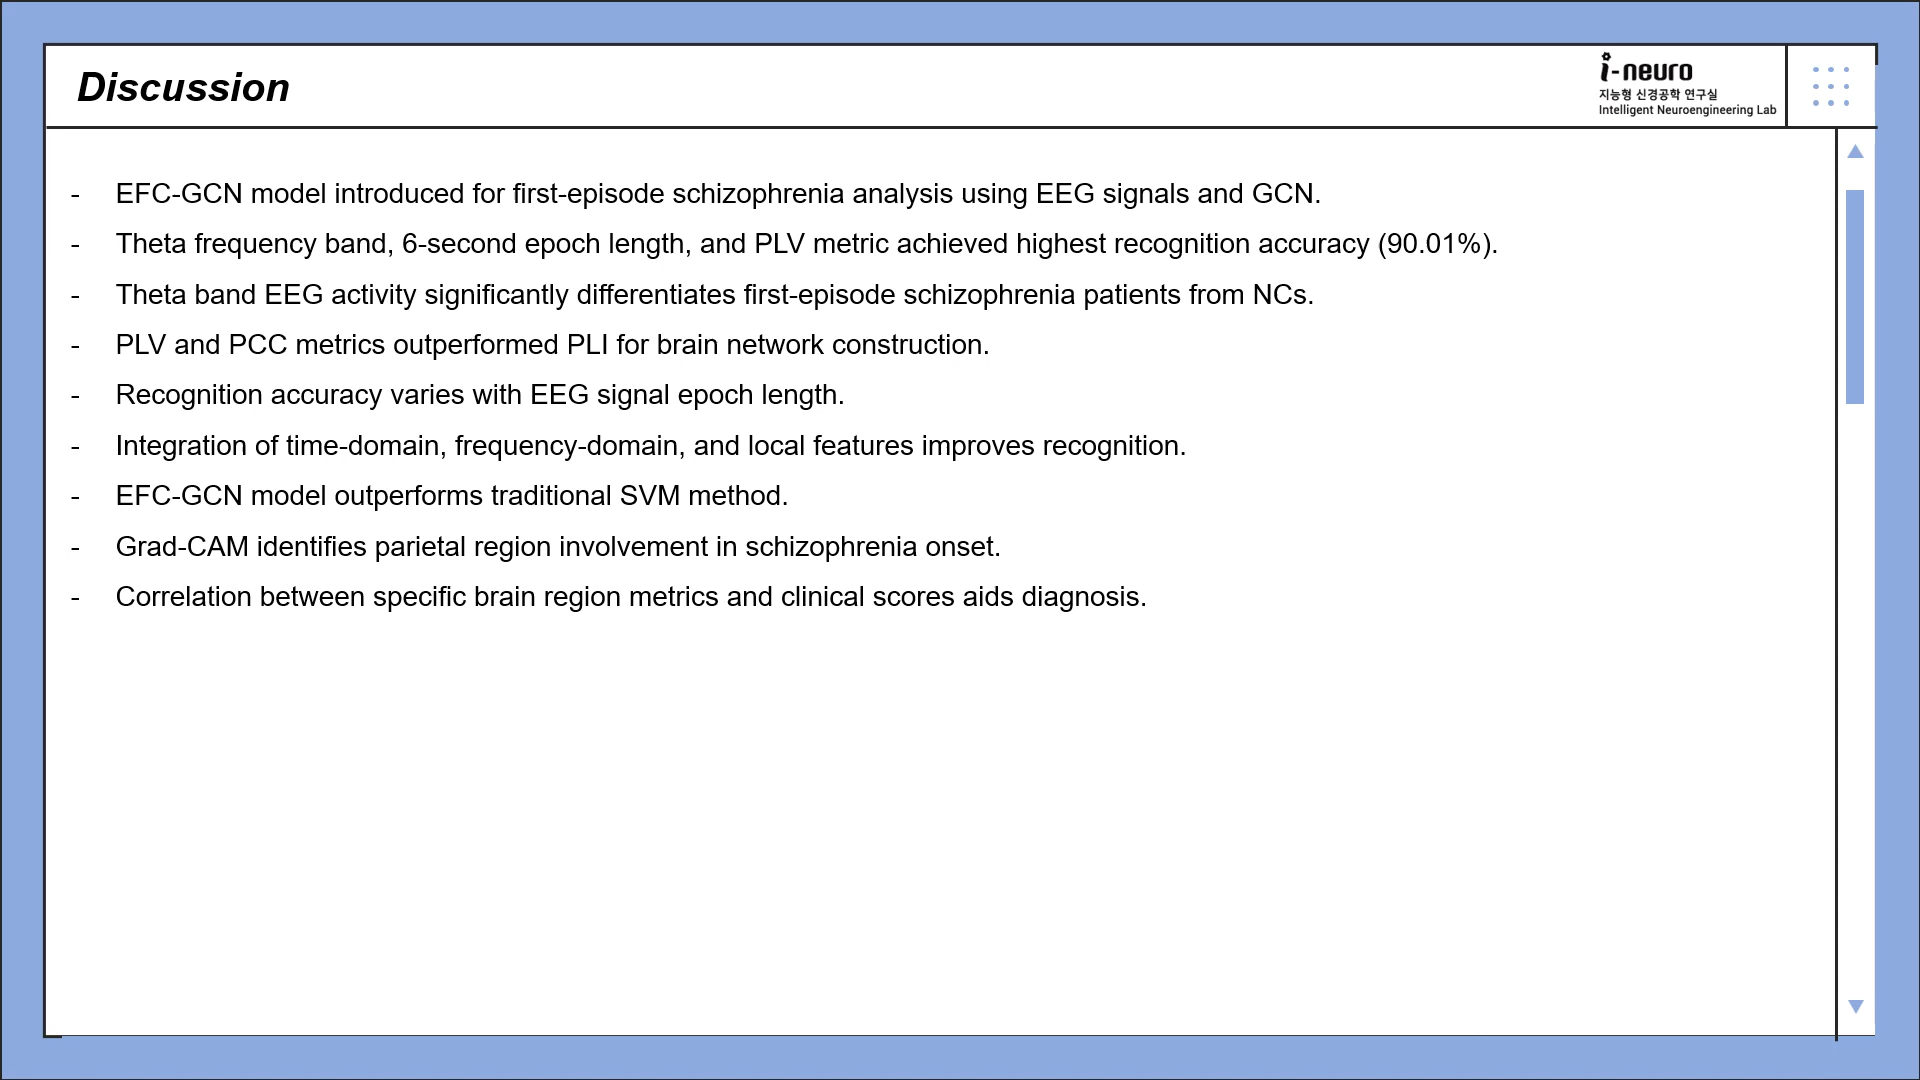 Discussion
i-neuro
지능형 신경공학 연구실
Intelligent Neuroengineering Lab
- EFC-GCN model introduced for first-episode schizophrenia analysis using EEG signals and GCN.
- Theta frequency band, 6-second epoch length, and PLV metric achieved highest recognition accuracy (90.01%).
- Theta band EEG activity significantly differentiates first-episode schizophrenia patients from NCs.
- PLV and PCC metrics outperformed PLI for brain network construction.
- Recognition accuracy varies with EEG signal epoch length.
- Integration of time-domain, frequency-domain, and local features improves recognition.
- EFC-GCN model outperforms traditional SVM method.
- Grad-CAM identifies parietal region involvement in schizophrenia onset.
- Correlation between specific brain region metrics and clinical scores aids diagnosis.